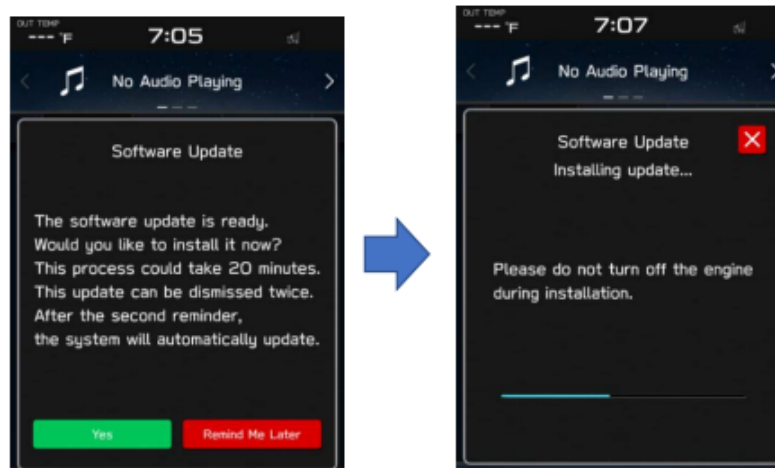 OUT TEMP
--- °F
7:05
No Audio Playing
Software Update
The software update is ready.
Would you like to install it now?
This process could take 20 minutes.
This update can be dismissed twice.
After the second reminder,
the system will automatically update.
Yes
Remind Me Later
OUT TEMP
--- °F
7:07
No Audio Playing
Software Update
Installing update...
Please do not turn off the engine
during installation.